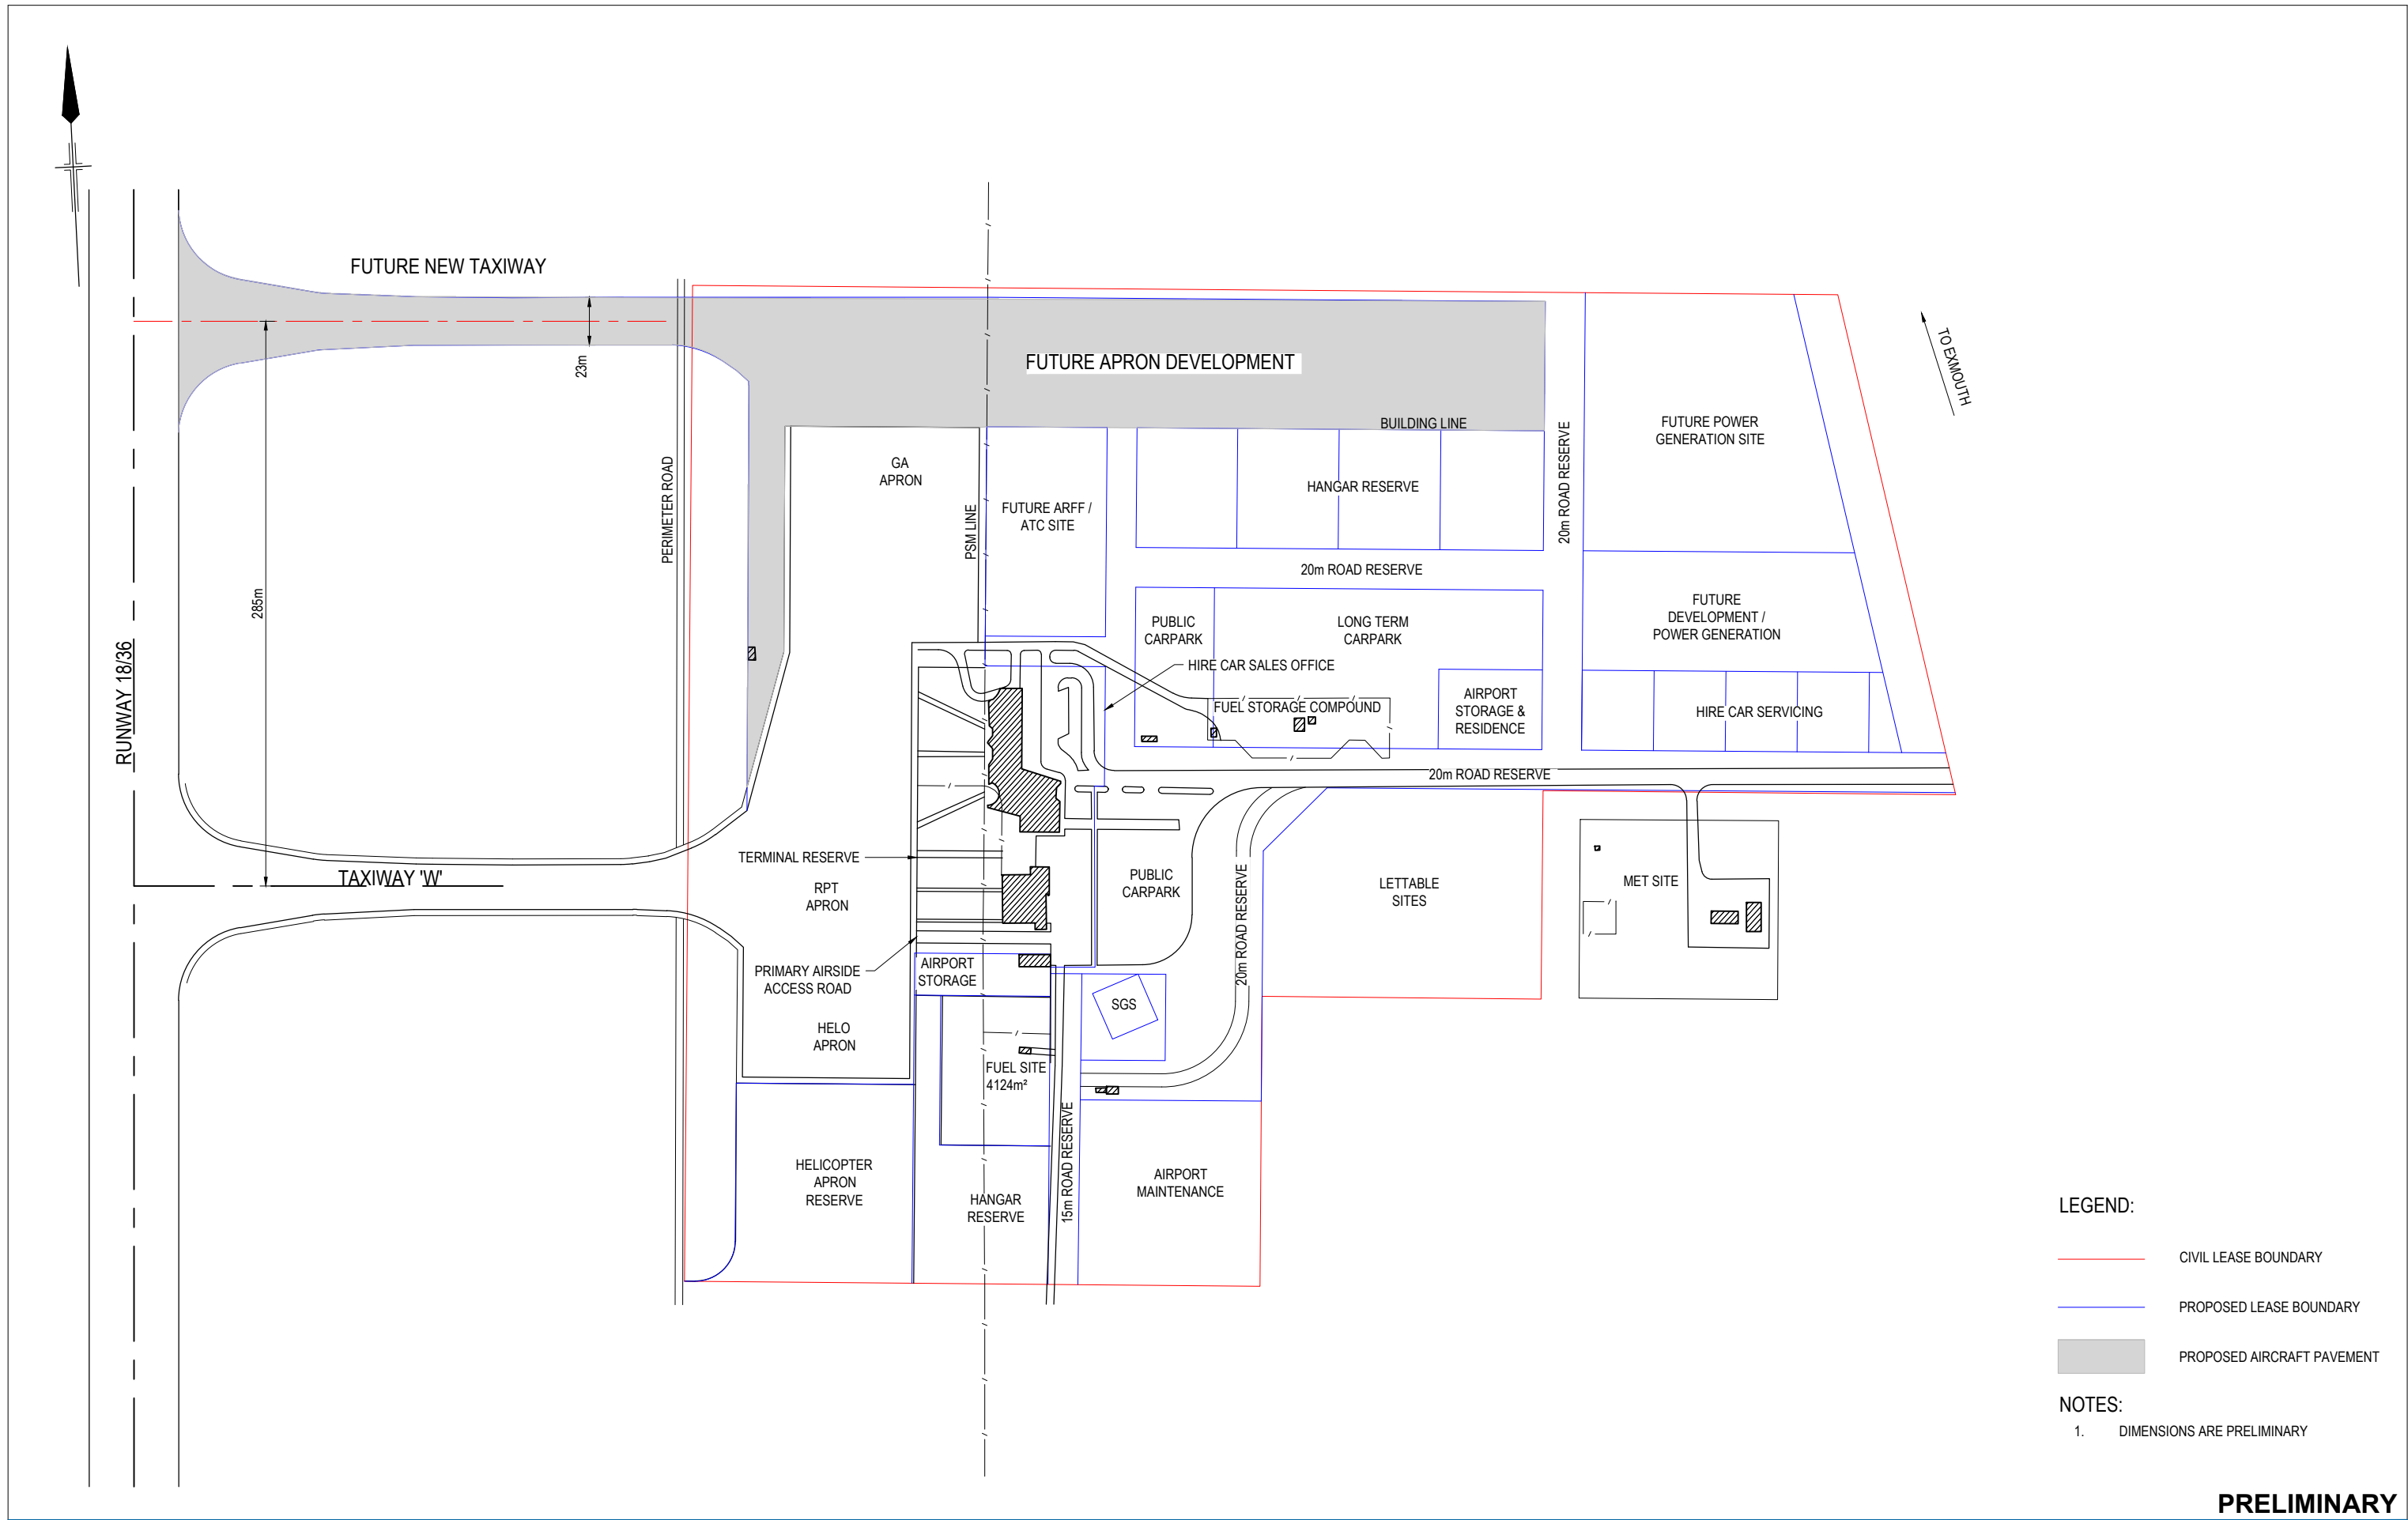 FUTURE NEW TAXIWAY
23m
285m
RUNWAY 18/36
TAXIWAY 'W'
PERIMETER ROAD
TO EXMOUTH
FUTURE APRON DEVELOPMENT
BUILDING LINE
GA
APRON
PSM LINE
FUTURE ARFF /
ATC SITE
HANGAR RESERVE
20m ROAD RESERVE
FUTURE POWER
GENERATION SITE
20m ROAD RESERVE
PUBLIC
CARPARK
LONG TERM
CARPARK
FUTURE
DEVELOPMENT /
POWER GENERATION
HIRE CAR SALES OFFICE
FUEL STORAGE COMPOUND
AIRPORT
STORAGE &
RESIDENCE
HIRE CAR SERVICING
20m ROAD RESERVE
TERMINAL RESERVE
RPT
APRON
PUBLIC
CARPARK
20m ROAD RESERVE
LETTABLE
SITES
MET SITE
PRIMARY AIRSIDE
ACCESS ROAD
AIRPORT
STORAGE
SGS
HELO
APRON
FUEL SITE
4124m²
15m ROAD RESERVE
HELICOPTER
APRON
RESERVE
HANGAR
RESERVE
AIRPORT
MAINTENANCE
LEGEND:
CIVIL LEASE BOUNDARY
PROPOSED LEASE BOUNDARY
PROPOSED AIRCRAFT PAVEMENT
NOTES:
1. DIMENSIONS ARE PRELIMINARY
PRELIMINARY